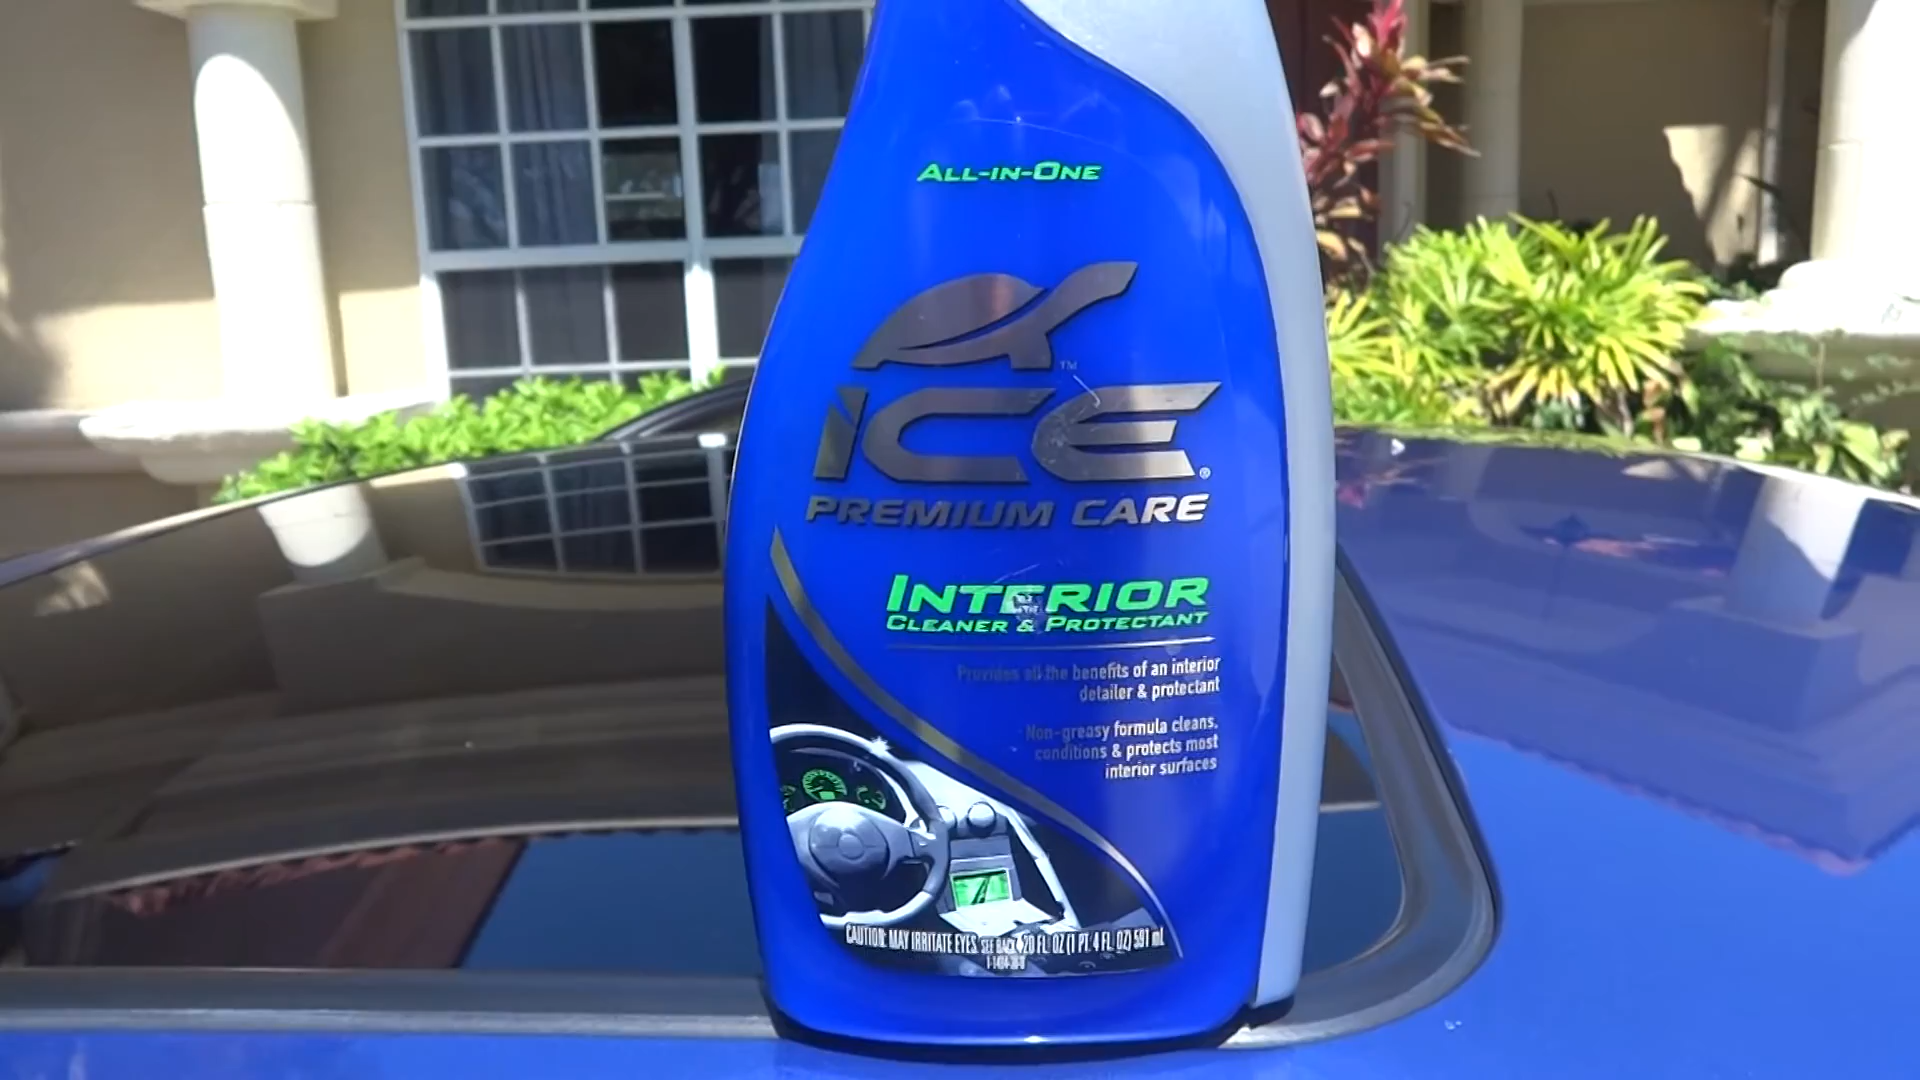 ALL-IN-ONE
ICE
PREMIUM CARE
INTERIOR
CLEANER & PROTECTANT
Provides all the benefits of an interior
detailer & protectant
Non-greasy formula cleans,
conditions & protects most
interior surfaces
CAUTION: MAY IRRITATE EYES. SEE BACK. 20 FL. OZ (1 PT. 4 FL. OZ) 591 mL